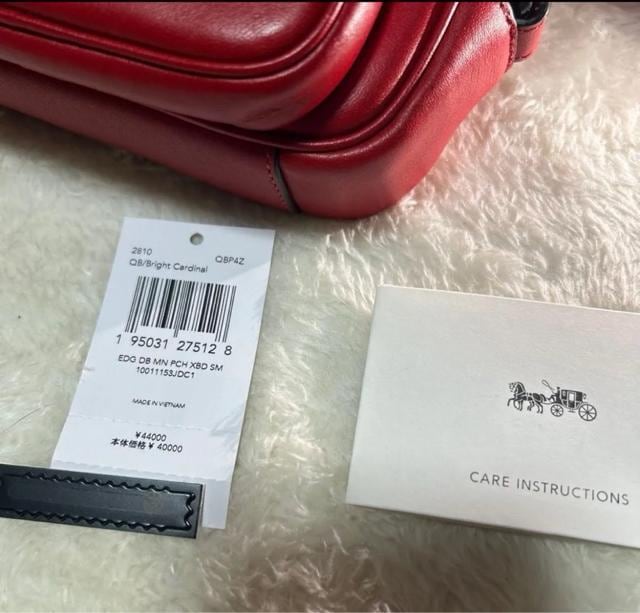 2810 QBP4Z
QB/Bright Cardinal
1 95031 27512 8
EDG DB MN PCH XBD SM
10011153JDC1
MADE IN VIETNAM
¥44000
本体価格¥ 40000
CARE INSTRUCTIONS